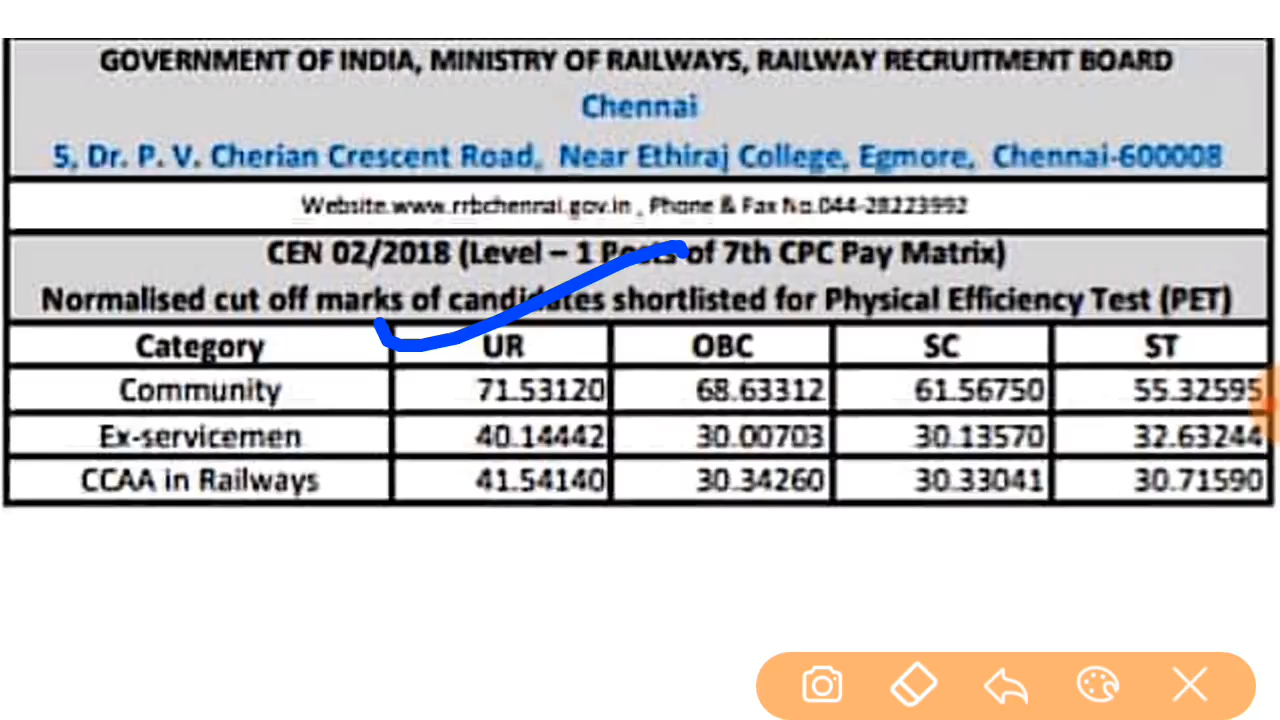 GOVERNMENT OF INDIA, MINISTRY OF RAILWAYS, RAILWAY RECRUITMENT BOARD
Chennai
5, Dr. P. V. Cherian Crescent Road, Near Ethiraj College, Egmore, Chennai-600008
Website.www.rrbchennai.gov.in , Phone & Fax No.044-28223992
CEN 02/2018 (Level – 1 Posts of 7th CPC Pay Matrix)
Normalised cut off marks of candidates shortlisted for Physical Efficiency Test (PET)
Category UR OBC SC ST
Community 71.53120 68.63312 61.56750 55.32595
Ex-servicemen 40.14442 30.00703 30.13570 32.63244
CCAA in Railways 41.54140 30.34260 30.33041 30.71590